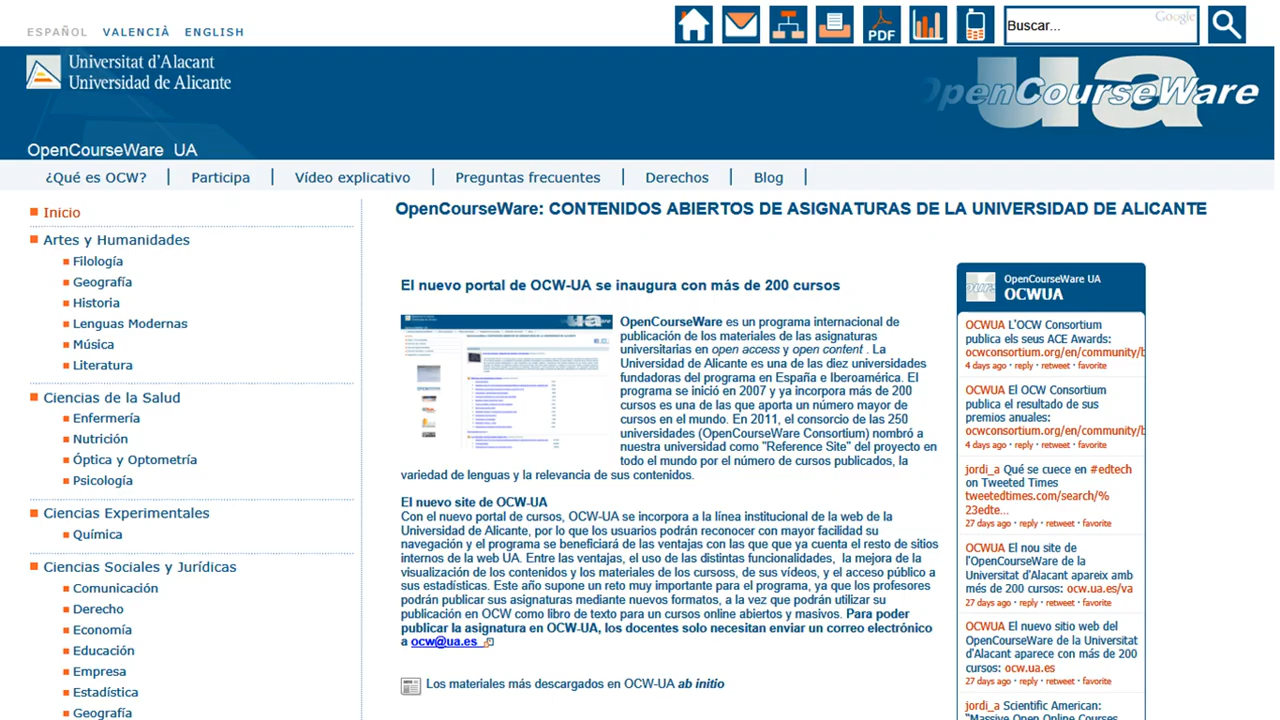 ESPAÑOL VALENCIÀ ENGLISH
PDF
Buscar...
Google
Universitat d'Alacant
Universidad de Alicante
ua
OpenCourseWare
OpenCourseWare UA
¿Qué es OCW? | Participa | Vídeo explicativo | Preguntas frecuentes | Derechos | Blog |
Inicio
Artes y Humanidades
Filología
Geografía
Historia
Lenguas Modernas
Música
Literatura
Ciencias de la Salud
Enfermería
Nutrición
Óptica y Optometría
Psicología
Ciencias Experimentales
Química
Ciencias Sociales y Jurídicas
Comunicación
Derecho
Economía
Educación
Empresa
Estadística
Geografía
OpenCourseWare: CONTENIDOS ABIERTOS DE ASIGNATURAS DE LA UNIVERSIDAD DE ALICANTE
El nuevo portal de OCW-UA se inaugura con más de 200 cursos
OpenCourseWare es un programa internacional de
publicación de los materiales de las asignaturas
universitarias en open access y open content . La
Universidad de Alicante es una de las diez universidades
fundadoras del programa en España e Iberoamérica. El
programa se inició en 2007 y ya incorpora más de 200
cursos es una de las que aporta un número mayor de
cursos en el mundo. En 2011, el consorcio de las 250
universidades (OpenCourseWare Consortium) nombró a
nuestra universidad como "Reference Site" del proyecto en
todo el mundo por el número de cursos publicados, la
variedad de lenguas y la relevancia de sus contenidos.
El nuevo site de OCW-UA
Con el nuevo portal de cursos, OCW-UA se incorpora a la línea institucional de la web de la
Universidad de Alicante, por lo que los usuarios podrán reconocer con mayor facilidad su
navegación y el programa se beneficiará de las ventajas con las que que ya cuenta el resto de sitios
internos de la web UA. Entre las ventajas, el uso de las distintas funcionalidades, la mejora de la
visualización de los contenidos y los materiales de los cursoss, de sus vídeos, y el acceso público a
sus estadísticas. Este año supone un reto muy importante para el programa, ya que los profesores
podrán publicar sus asignaturas mediante nuevos formatos, a la vez que podrán utilizar su
publicación en OCW como libro de texto para un cursos online abiertos y masivos. Para poder
publicar la asignatura en OCW-UA, los docentes solo necesitan enviar un correo electrónico
a ocw@ua.es
Los materiales más descargados en OCW-UA ab initio
OpenCourseWare UA
OCWUA
OCWUA L'OCW Consortium
publica els seus ACE Awards:
ocwconsortium.org/en/community/b
4 days ago · reply · retweet · favorite
OCWUA El OCW Consortium
publica el resultado de sus
premios anuales:
ocwconsortium.org/en/community/b
4 days ago · reply · retweet · favorite
jordi_a Qué se cuece en #edtech
on Tweeted Times
tweetedtimes.com/search/%
23edte...
27 days ago · reply · retweet · favorite
OCWUA El nou site de
l'OpenCourseWare de la
Universitat d'Alacant apareix amb
més de 200 cursos: ocw.ua.es/va
27 days ago · reply · retweet · favorite
OCWUA El nuevo sitio web del
OpenCourseWare de la Universitat
d'Alacant aparece con más de 200
cursos: ocw.ua.es
27 days ago · reply · retweet · favorite
jordi_a Scientific American:
"Massive Open Online Courses